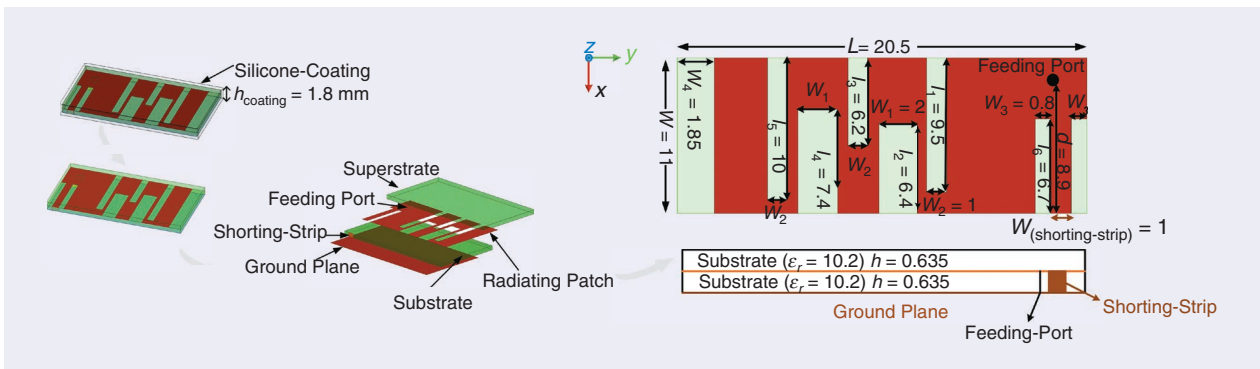 Silicone-Coating
h_coating = 1.8 mm
Superstrate
Feeding Port
Shorting-Strip
Ground Plane
Substrate
Radiating Patch
z
y
x
L= 20.5
W = 11
W4 = 1.85
l5 = 10
W2
W1
l4 = 7.4
l3 = 6.2
W2
W1 = 2
l2 = 6.4
l1 = 9.5
W2 = 1
Feeding Port
W3 = 0.8
l6 = 6.7
d = 8.9
W(shorting-strip) = 1
Substrate (εr = 10.2) h = 0.635
Substrate (εr = 10.2) h = 0.635
Ground Plane
Shorting-Strip
Feeding-Port